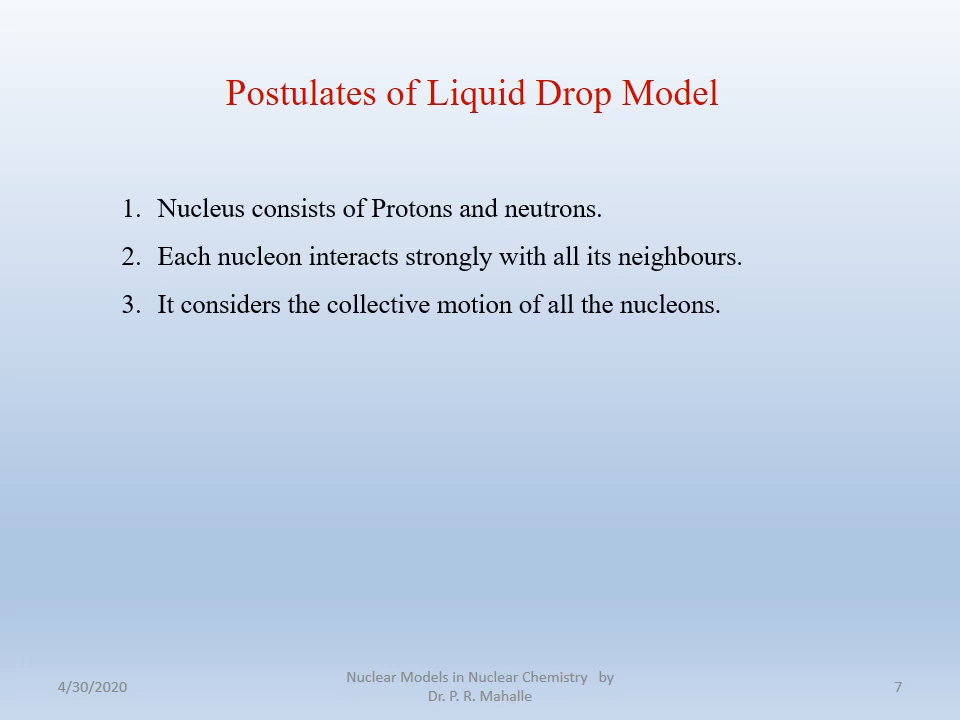 Postulates of Liquid Drop Model
1. Nucleus consists of Protons and neutrons.
2. Each nucleon interacts strongly with all its neighbours.
3. It considers the collective motion of all the nucleons.
4/30/2020
Nuclear Models in Nuclear Chemistry by
Dr. P. R. Mahalle
7